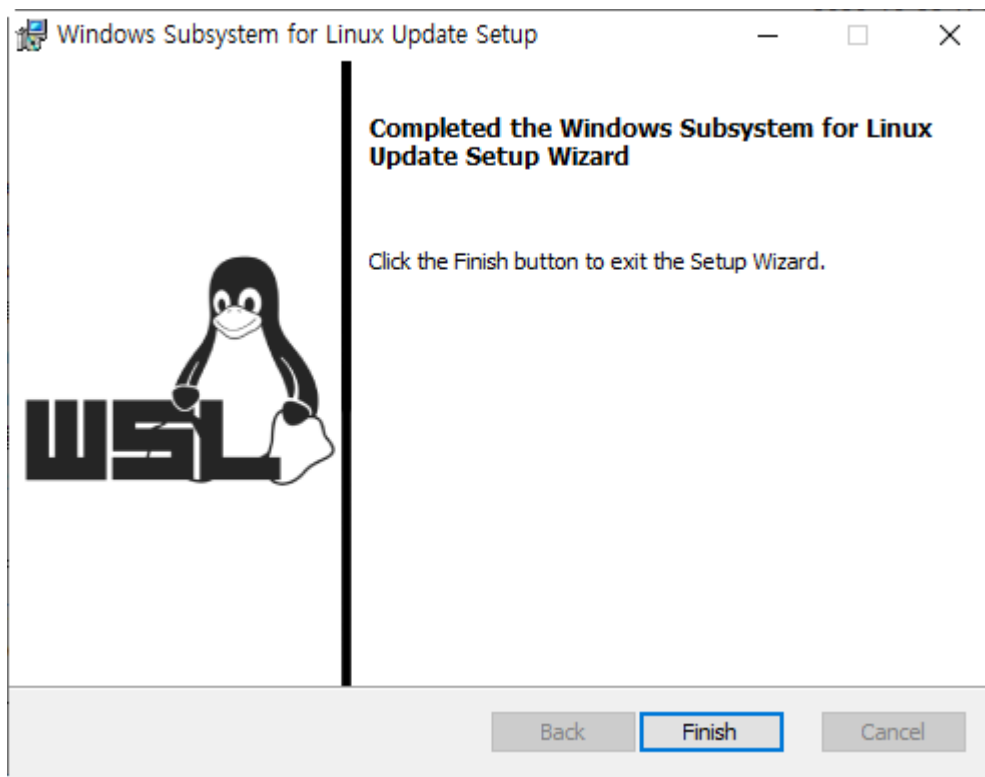 Windows Subsystem for Linux Update Setup
Completed the Windows Subsystem for Linux
Update Setup Wizard
Click the Finish button to exit the Setup Wizard.
WSL
Back
Finish
Cancel